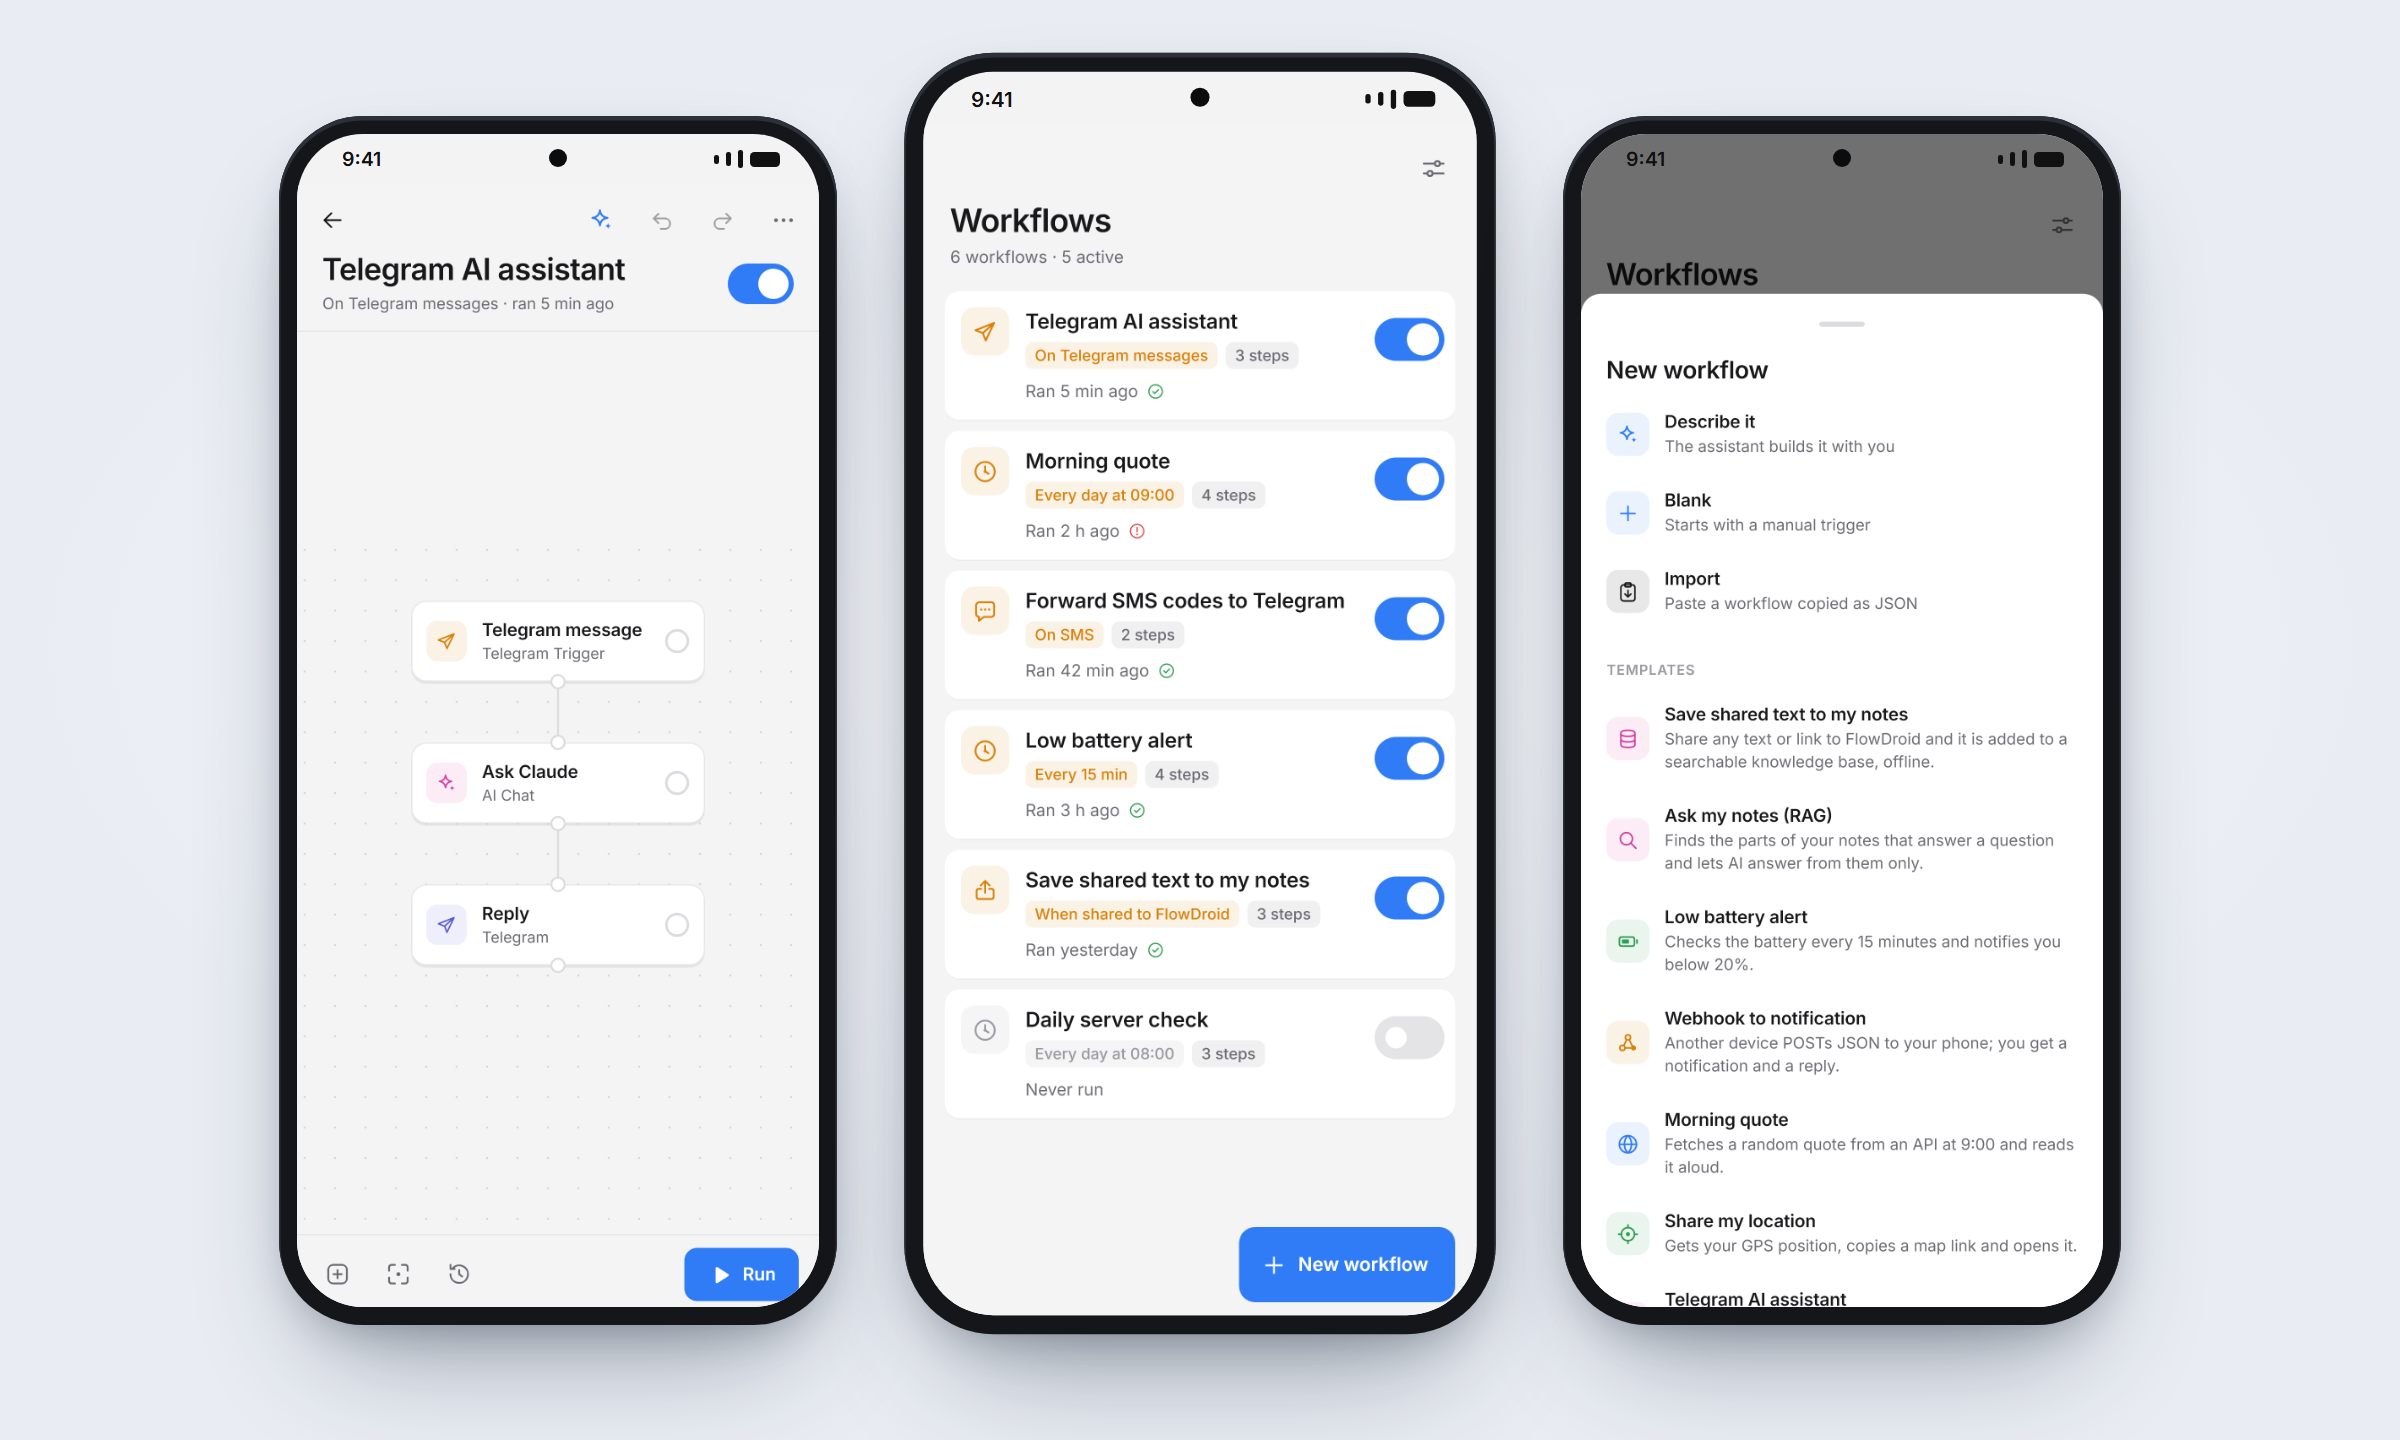 9:41
Telegram AI assistant
On Telegram messages · ran 5 min ago
Telegram message
Telegram Trigger
Ask Claude
AI Chat
Reply
Telegram
Run
9:41
Workflows
6 workflows · 5 active
Telegram AI assistant
On Telegram messages 3 steps
Ran 5 min ago
Morning quote
Every day at 09:00 4 steps
Ran 2 h ago
Forward SMS codes to Telegram
On SMS 2 steps
Ran 42 min ago
Low battery alert
Every 15 min 4 steps
Ran 3 h ago
Save shared text to my notes
When shared to FlowDroid 3 steps
Ran yesterday
Daily server check
Every day at 08:00 3 steps
Never run
New workflow
9:41
Workflows
New workflow
Describe it
The assistant builds it with you
Blank
Starts with a manual trigger
Import
Paste a workflow copied as JSON
TEMPLATES
Save shared text to my notes
Share any text or link to FlowDroid and it is added to a
searchable knowledge base, offline.
Ask my notes (RAG)
Finds the parts of your notes that answer a question
and lets AI answer from them only.
Low battery alert
Checks the battery every 15 minutes and notifies you
below 20%.
Webhook to notification
Another device POSTs JSON to your phone; you get a
notification and a reply.
Morning quote
Fetches a random quote from an API at 9:00 and reads
it aloud.
Share my location
Gets your GPS position, copies a map link and opens it.
Telegram AI assistant